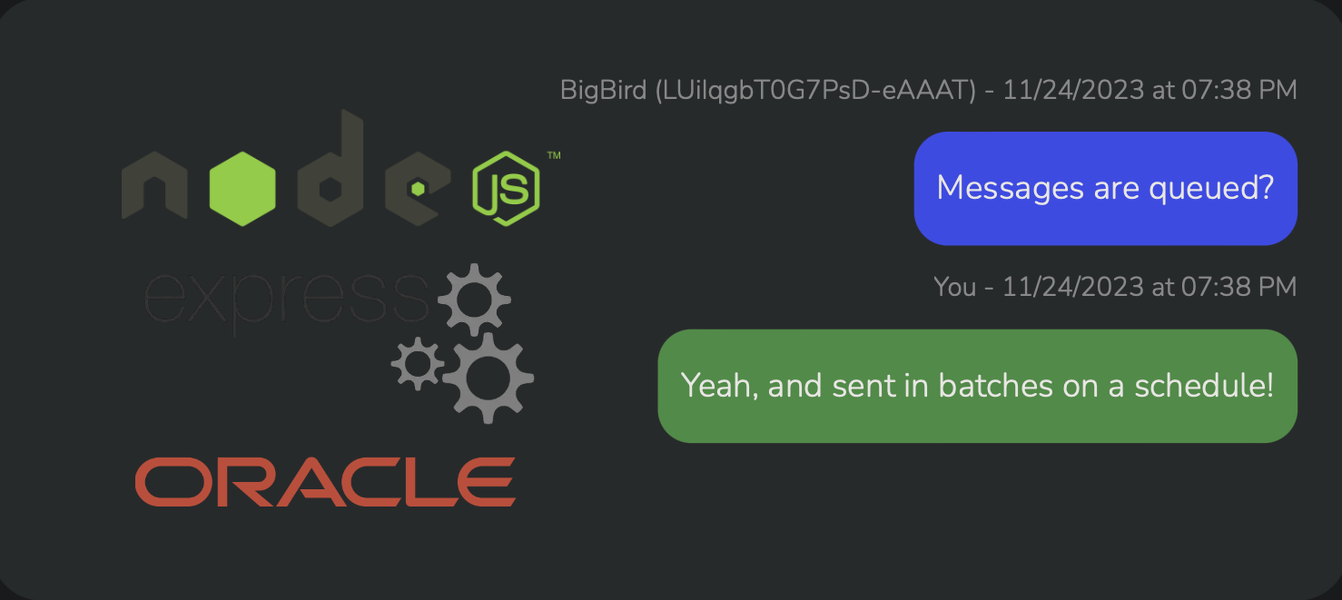 node JS ™
express
ORACLE
BigBird (LUilqgbT0G7PsD-eAAAT) - 11/24/2023 at 07:38 PM
Messages are queued?
You - 11/24/2023 at 07:38 PM
Yeah, and sent in batches on a schedule!